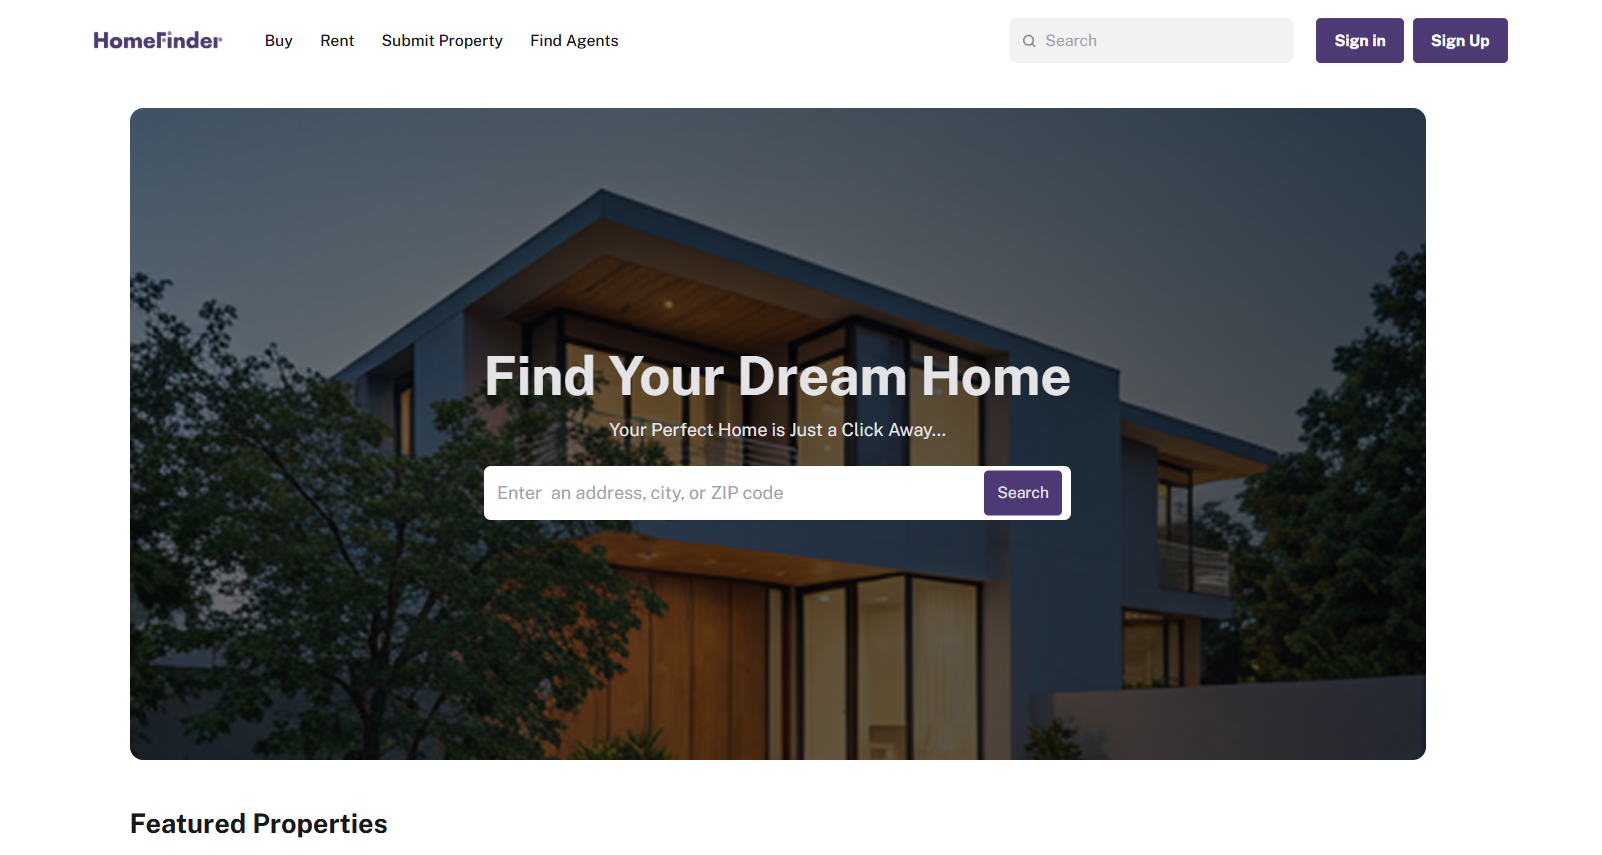 HomeFinder
Buy
Rent
Submit Property
Find Agents
Search
Sign in
Sign Up
Find Your Dream Home
Your Perfect Home is Just a Click Away...
Enter  an address, city, or ZIP code
Search
Featured Properties